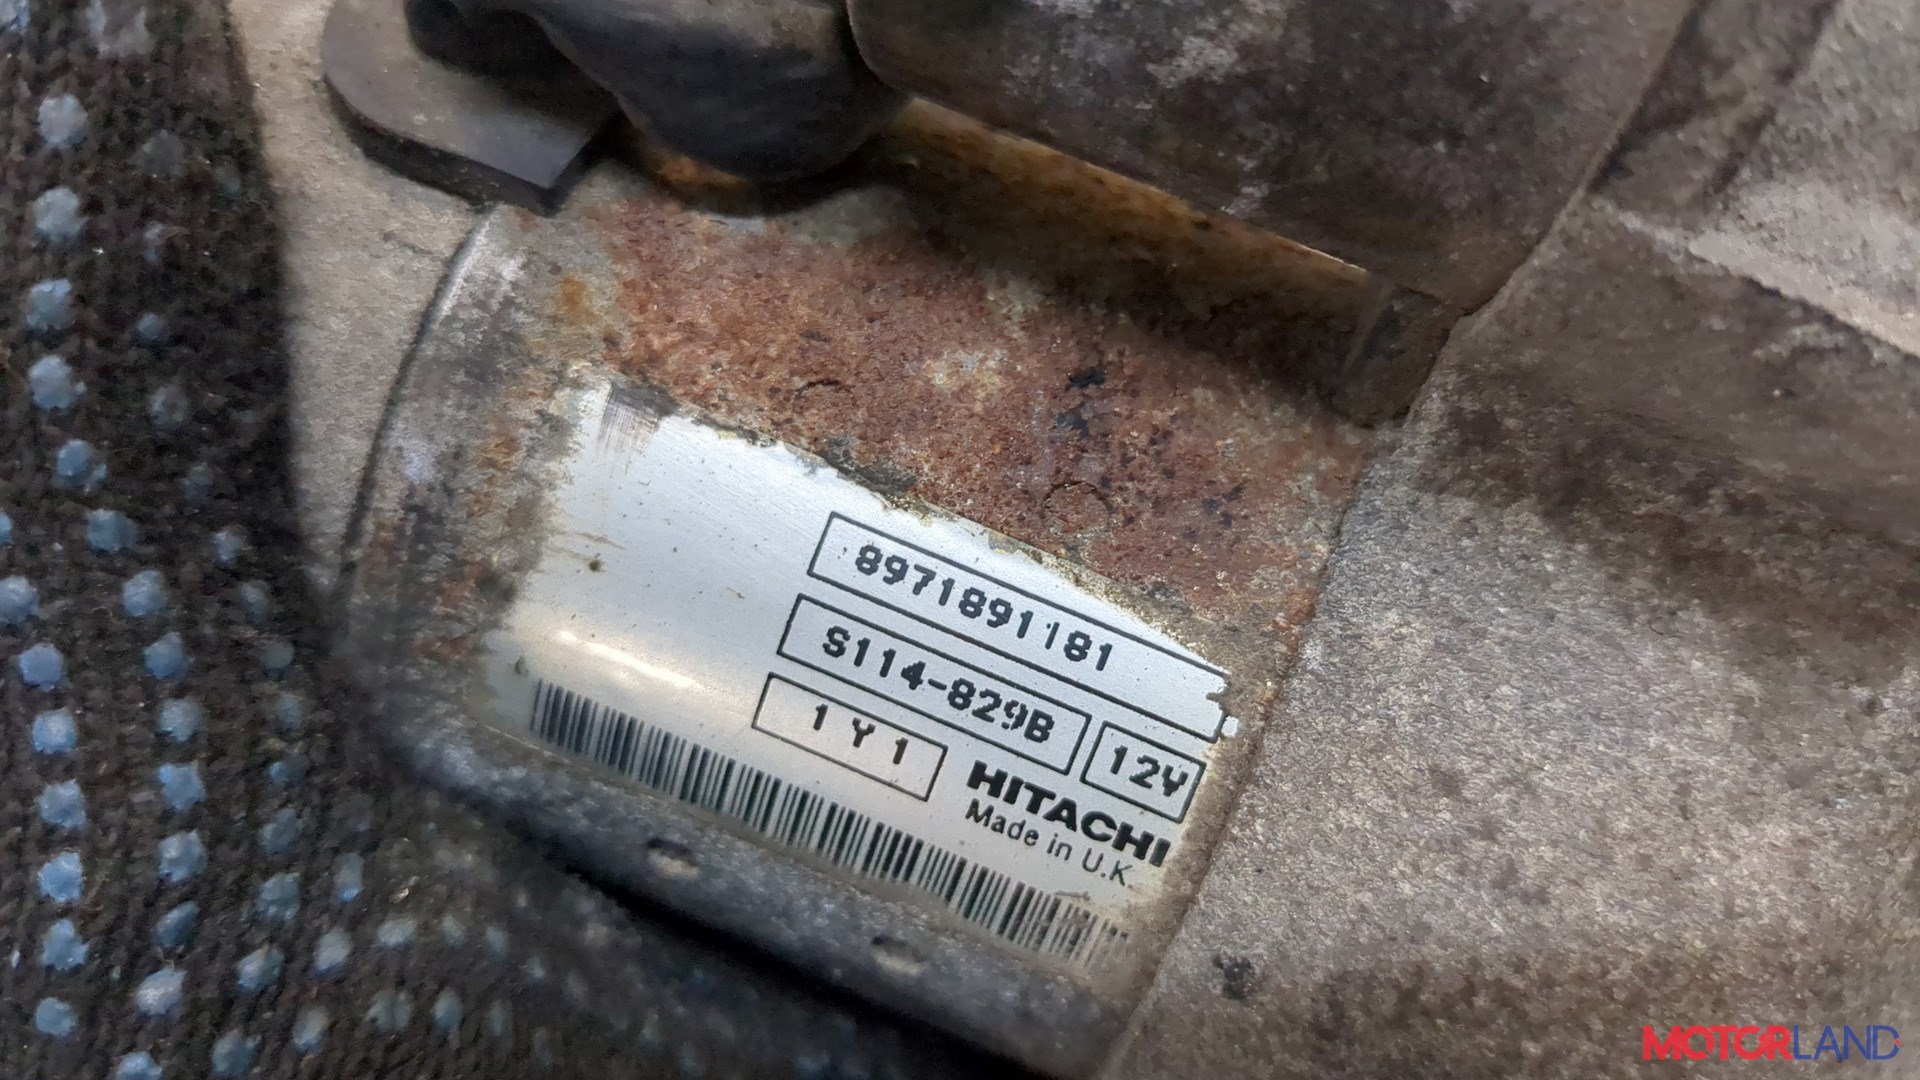 8971891181
S114-829B
12V
1Y1
HITACHI
Made in U.K.
MOTORLAND